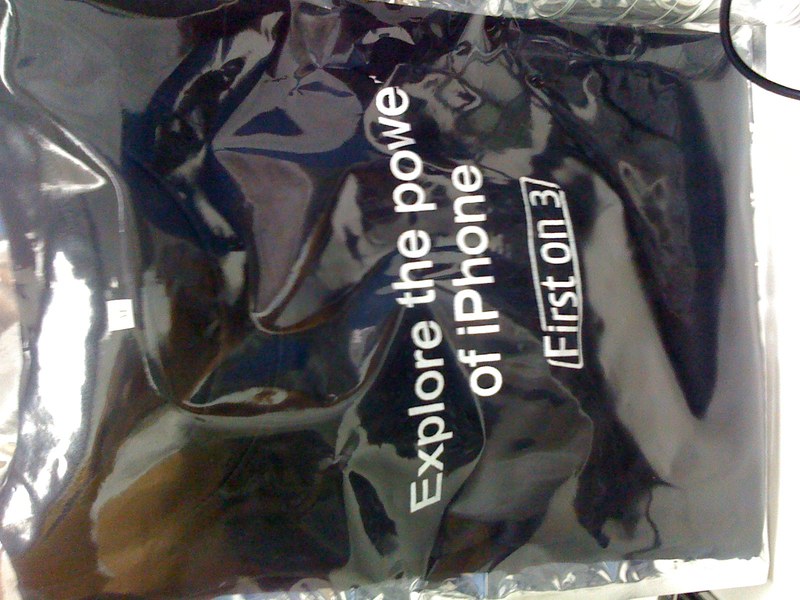 Explore the powe
of iPhone
First on 3